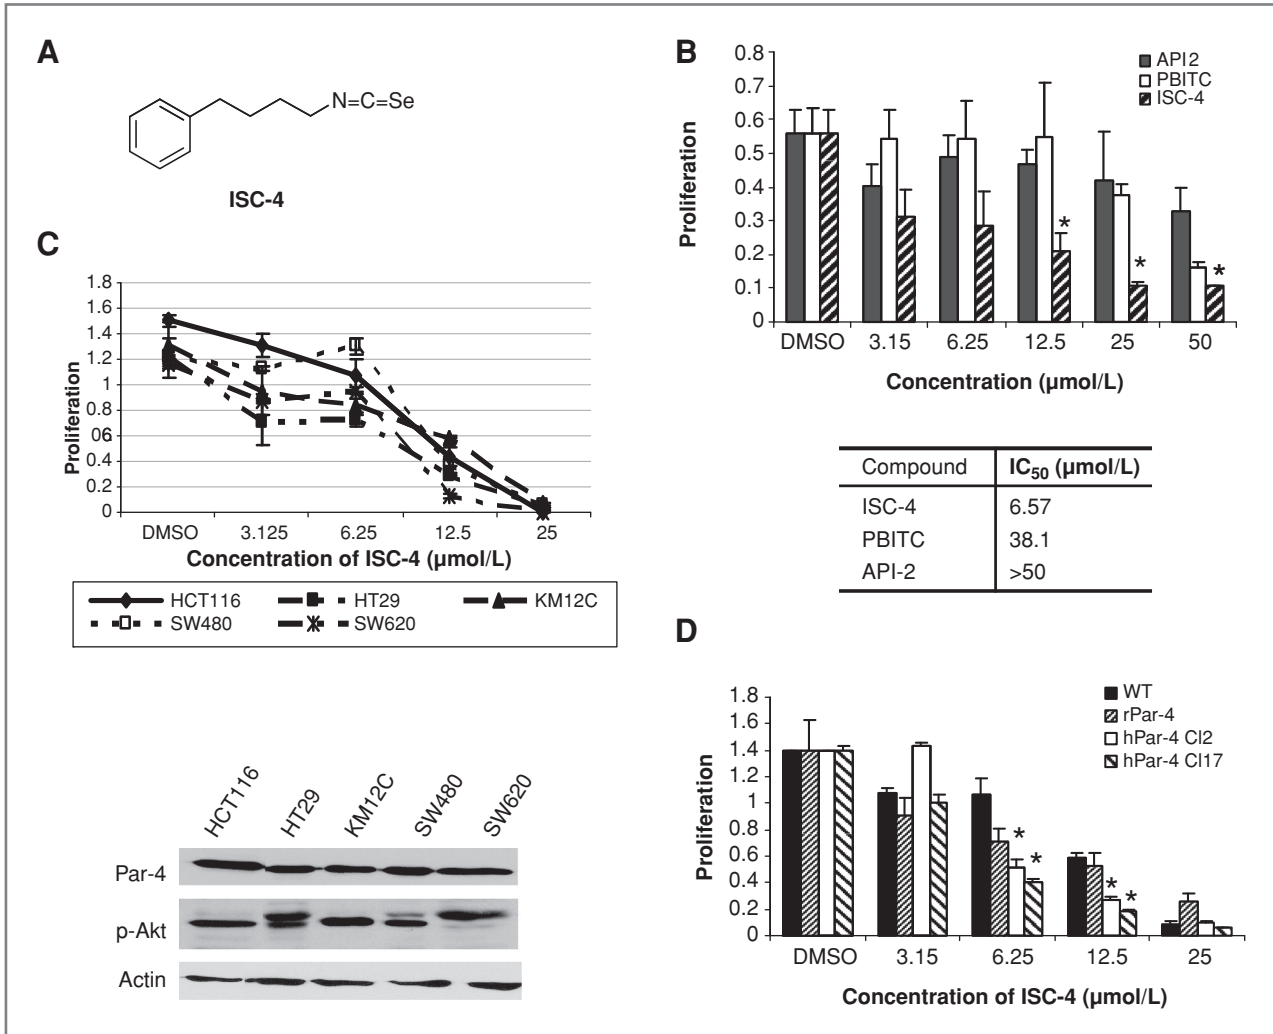 A
N=C=Se
ISC-4
B
0.8
0.7
0.6
0.5
0.4
0.3
0.2
0.1
0
Proliferation
API2
PBITC
ISC-4
*
*
*
DMSO 3.15 6.25 12.5 25 50
Concentration (µmol/L)
Compound IC50 (µmol/L)
ISC-4 6.57
PBITC 38.1
API-2 >50
C
1.8
1.6
1.4
1.2
1
0.8
06
0.4
0.2
0
Proliferation
DMSO 3.125 6.25 12.5 25
Concentration of ISC-4 (µmol/L)
HCT116 HT29 KM12C
SW480 SW620
HCT116 HT29 KM12C SW480 SW620
Par-4
p-Akt
Actin
D
1.8
1.6
1.4
1.2
1
0.8
0.6
0.4
0.2
0
Proliferation
WT
rPar-4
hPar-4 Cl2
hPar-4 Cl17
*
*
*
*
DMSO 3.15 6.25 12.5 25
Concentration of ISC-4 (µmol/L)